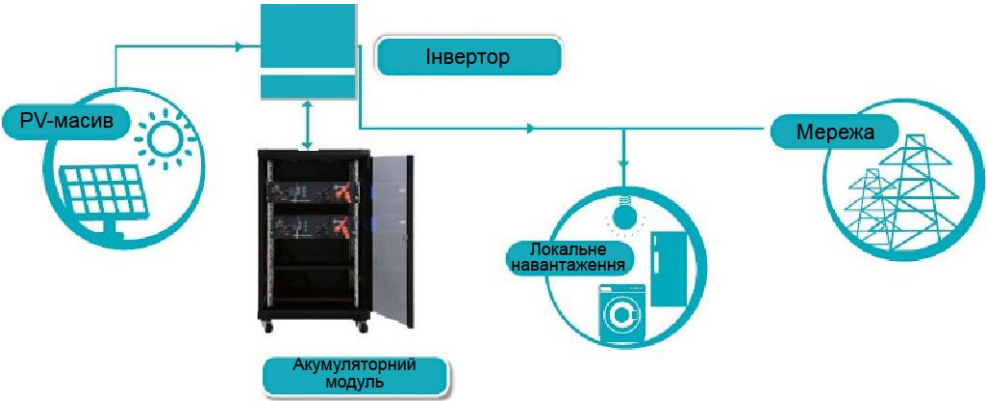 Інвертор
PV-масив
Мережа
Локальне
навантаження
Акумуляторний
модуль